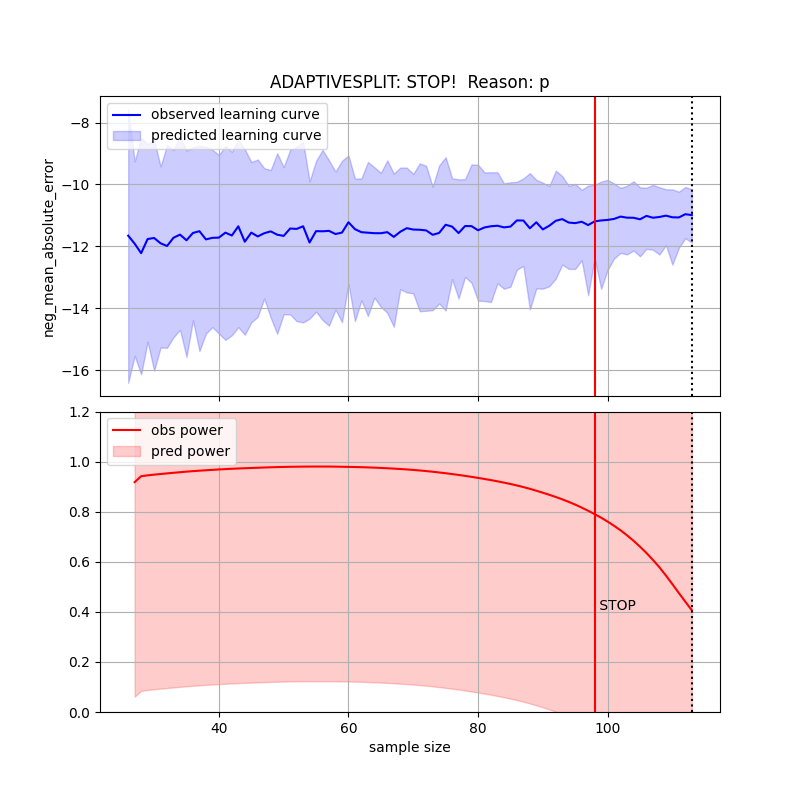 ADAPTIVESPLIT: STOP!  Reason: p
observed learning curve
predicted learning curve
neg_mean_absolute_error
−8
−10
−12
−14
−16
obs power
pred power
1.2
1.0
0.8
0.6
0.4
0.2
0.0
STOP
40 60 80 100
sample size